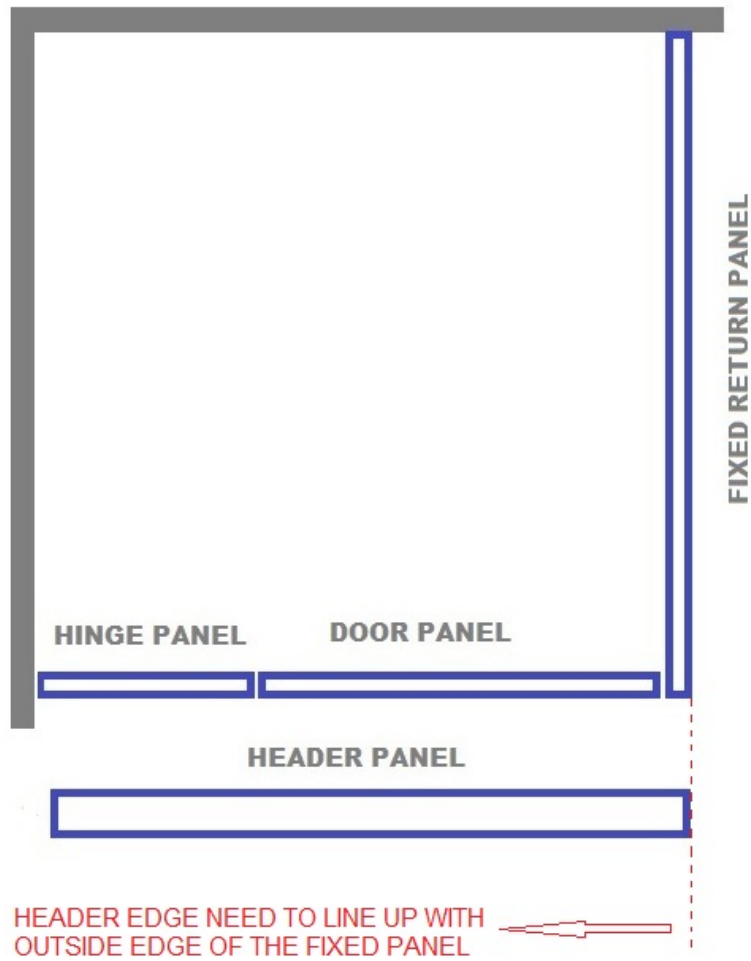 FIXED RETURN PANEL
HINGE PANEL
DOOR PANEL
HEADER PANEL
HEADER EDGE NEED TO LINE UP WITH
OUTSIDE EDGE OF THE FIXED PANEL